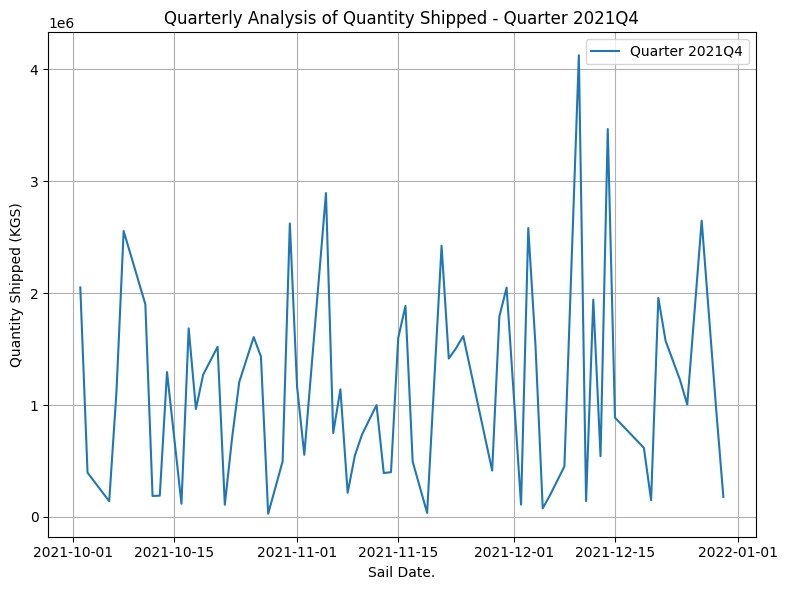 Quarterly Analysis of Quantity Shipped - Quarter 2021Q4
1e6
Quarter 2021Q4
4
3
2
1
0
Quantity Shipped (KGS)
2021-10-01 2021-10-15 2021-11-01 2021-11-15 2021-12-01 2021-12-15 2022-01-01
Sail Date.